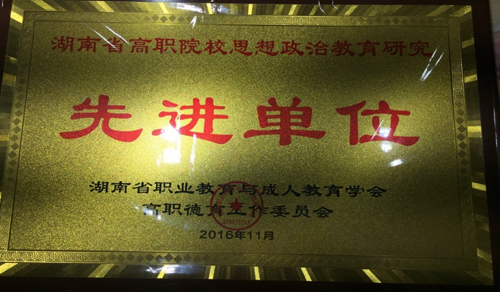 湖南省高职院校思想政治教育研究
先进单位
湖南省职业教育与成人教育学会
高职德育工作委员会
2016年11月